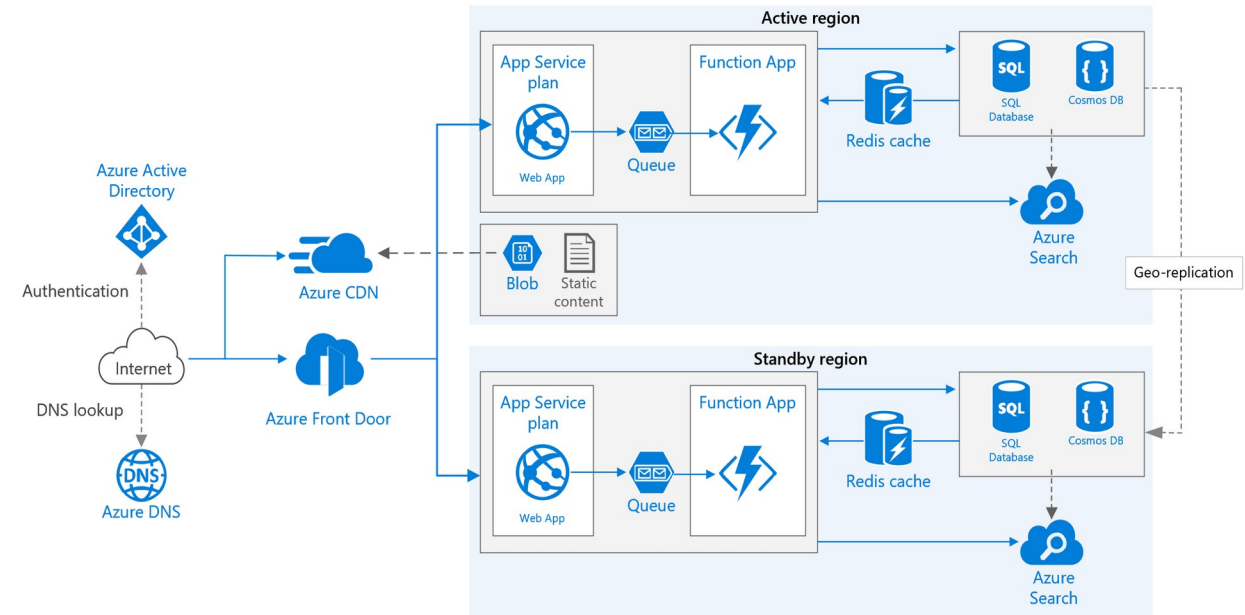 Active region
App Service
plan
Web App
Queue
Function App
Redis cache
SQL
SQL
Database
{ }
Cosmos DB
Azure
Search
10
01
Blob
Static
content
Geo-replication
Azure Active
Directory
Authentication
Internet
DNS lookup
DNS
Azure DNS
Azure CDN
Azure Front Door
Standby region
App Service
plan
Web App
Queue
Function App
Redis cache
SQL
SQL
Database
{ }
Cosmos DB
Azure
Search